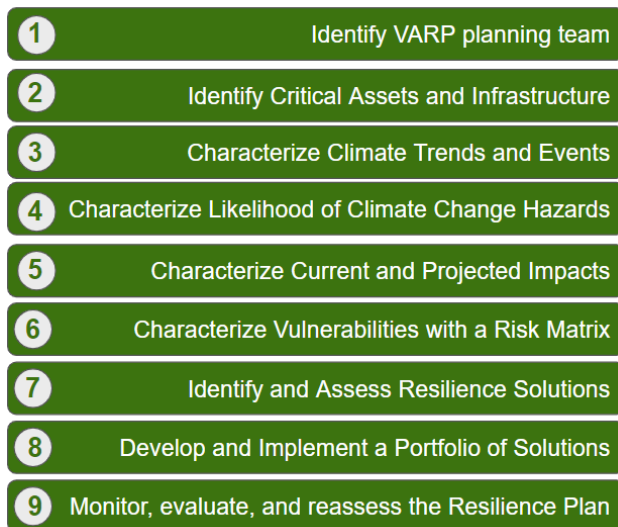 1 Identify VARP planning team
2 Identify Critical Assets and Infrastructure
3 Characterize Climate Trends and Events
4 Characterize Likelihood of Climate Change Hazards
5 Characterize Current and Projected Impacts
6 Characterize Vulnerabilities with a Risk Matrix
7 Identify and Assess Resilience Solutions
8 Develop and Implement a Portfolio of Solutions
9 Monitor, evaluate, and reassess the Resilience Plan